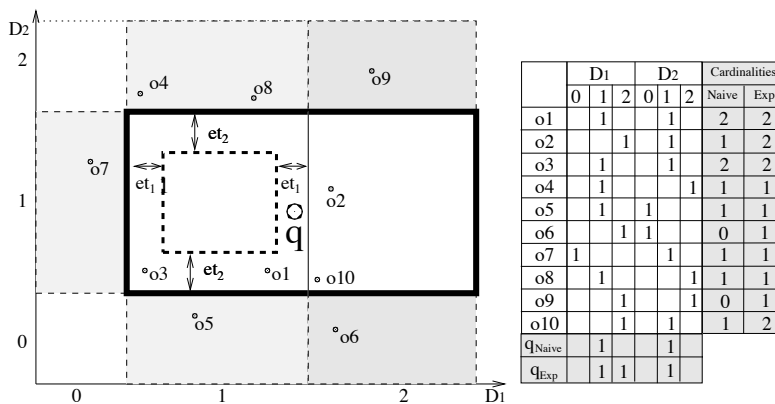 D2
2
1
0
0
1
2
D1
o4
o8
o9
et2
o7
et1
et1
o2
q
o3
et2
o1
o10
o5
o6
D1 D2 Cardinalities
0 1 2 0 1 2 Naive Exp
o1 1 1 2 2
o2 1 1 1 2
o3 1 1 2 2
o4 1 1 1 1
o5 1 1 1 1
o6 1 1 0 1
o7 1 1 1 1
o8 1 1 1 1
o9 1 1 0 1
o10 1 1 1 2
qNaive 1 1
qExp 1 1 1